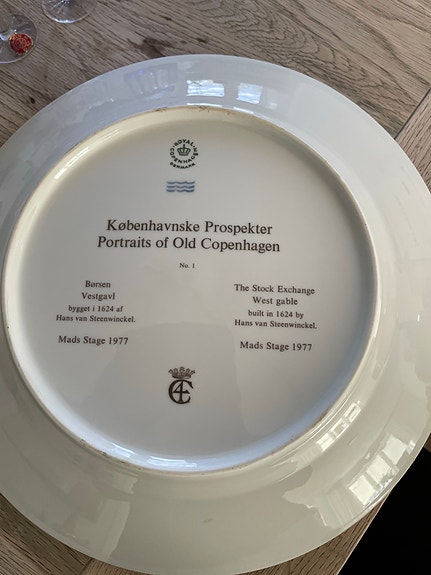 ROYAL
COPENHAGEN
DENMARK
Københavnske Prospekter
Portraits of Old Copenhagen
No. 1
Børsen
Vestgavl
bygget i 1624 af
Hans van Steenwinckel.
Mads Stage 1977
The Stock Exchange
West gable
built in 1624 by
Hans van Steenwinckel.
Mads Stage 1977
C4